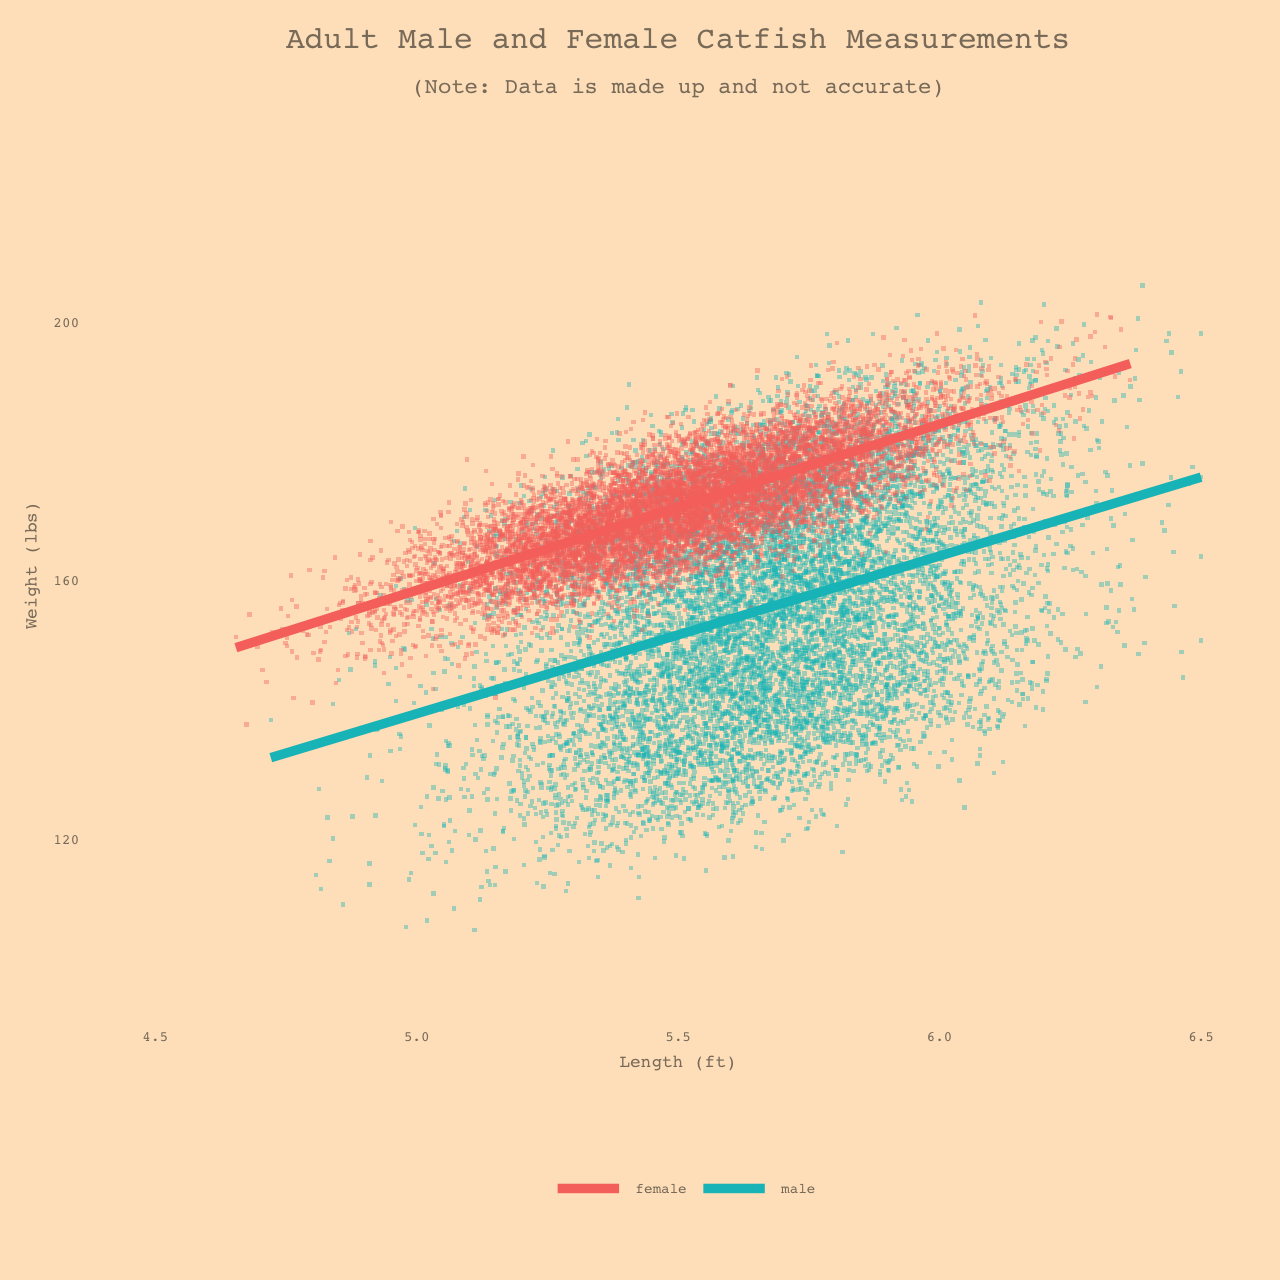 Adult Male and Female Catfish Measurements
(Note: Data is made up and not accurate)
Weight (lbs)
200
160
120
4.5 5.0 5.5 6.0 6.5
Length (ft)
female male